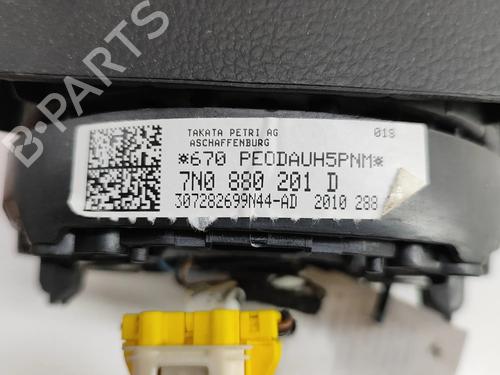 B-PARTS
TAKATA PETRI AG
ASCHAFFENBURG
018
*670 PEODAUH5PNM*
7N0 880 201 D
307282699N44-AD 2010 288